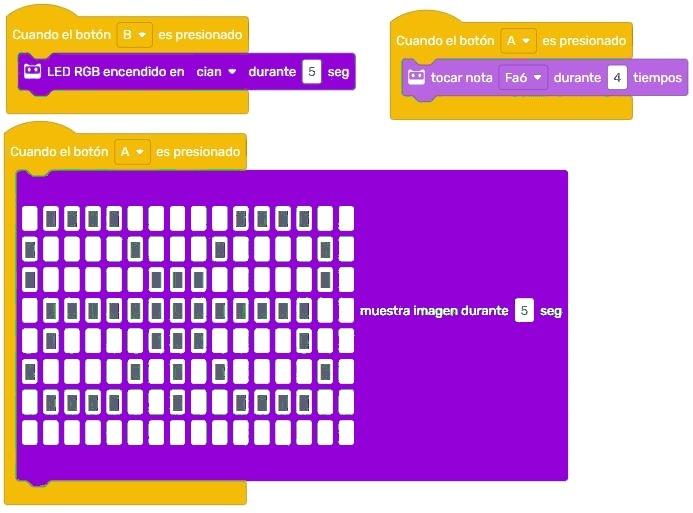 Cuando el botón B es presionado
LED RGB encendido en cian durante 5 seg
Cuando el botón A es presionado
tocar nota Fa6 durante 4 tiempos
Cuando el botón A es presionado
muestra imagen durante 5 seg